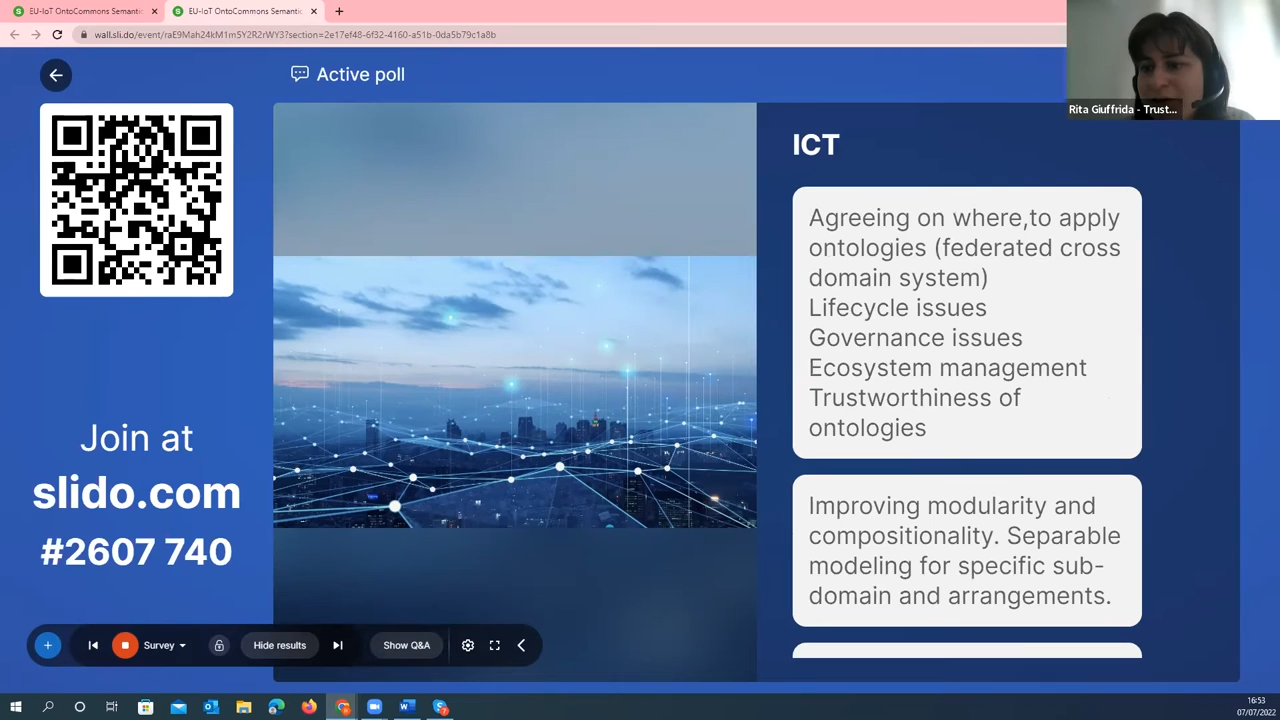 EU-IoT OntoCommons Semantic
EU-IoT OntoCommons Semantic
wall.sli.do/event/raE9Mah24kM1m5Y2R2rWY3?section=2e17ef48-6f32-4160-a51b-0da5b79c1a8b
Rita Giuffrida - Trust...
Active poll
ICT
Agreeing on where,to apply
ontologies (federated cross
domain system)
Lifecycle issues
Governance issues
Ecosystem management
Trustworthiness of
ontologies
Improving modularity and
compositionality. Separable
modeling for specific sub-
domain and arrangements.
Join at
slido.com
#2607 740
Survey
Hide results
Show Q&A
16:53
07/07/2022